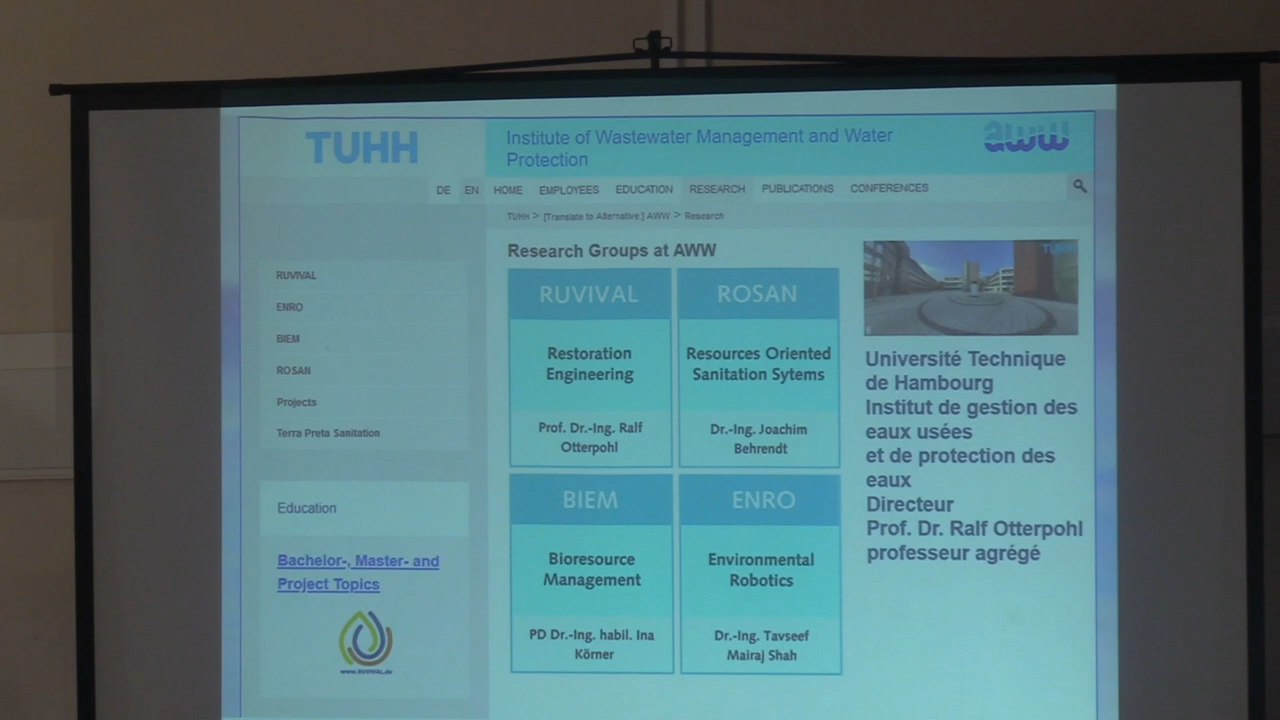 TUHH
Institute of Wastewater Management and Water
Protection
aww
DE EN HOME EMPLOYEES EDUCATION RESEARCH PUBLICATIONS CONFERENCES
TUHH > [Translate to Alternative:] AWW > Research
RUVIVAL
ENRO
BIEM
ROSAN
Projects
Terra Preta Sanitation
Education
Bachelor-, Master- and
Project Topics
www.RUVIVAL.de
Research Groups at AWW
RUVIVAL
Restoration
Engineering
Prof. Dr.-Ing. Ralf
Otterpohl
ROSAN
Resources Oriented
Sanitation Sytems
Dr.-Ing. Joachim
Behrendt
BIEM
Bioresource
Management
PD Dr.-Ing. habil. Ina
Körner
ENRO
Environmental
Robotics
Dr.-Ing. Tavseef
Mairaj Shah
TUHH
Université Technique
de Hambourg
Institut de gestion des
eaux usées
et de protection des
eaux
Directeur
Prof. Dr. Ralf Otterpohl
professeur agrégé